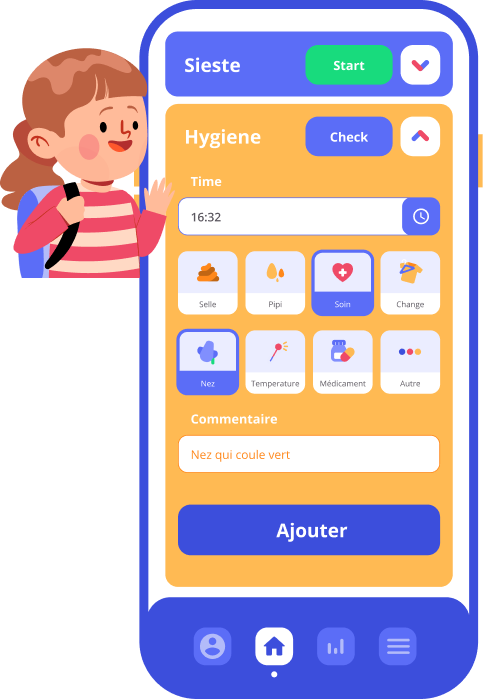 Sieste
Start
Hygiene
Check
Time
16:32
Selle
Pipi
Soin
Change
Nez
Temperature
Médicament
Autre
Commentaire
Nez qui coule vert
Ajouter